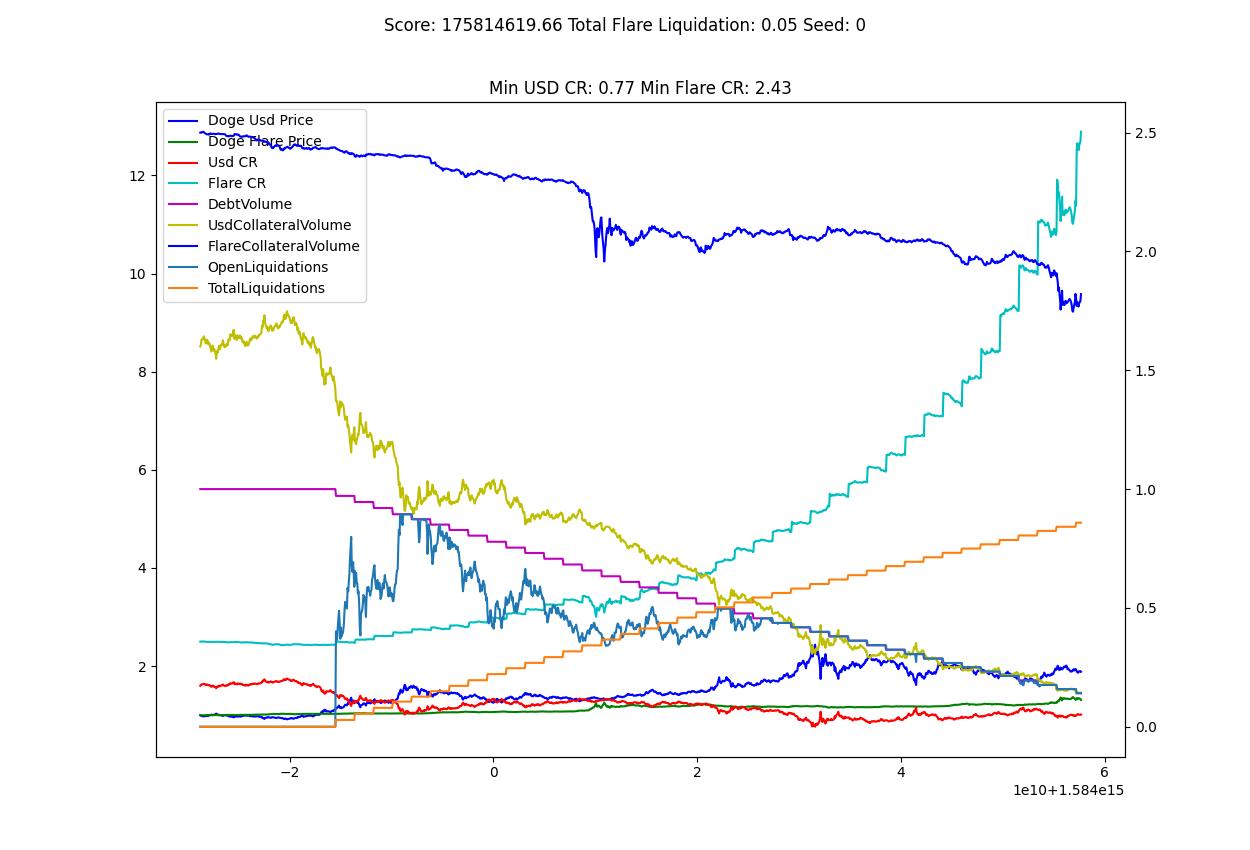 Score: 175814619.66 Total Flare Liquidation: 0.05 Seed: 0
Min USD CR: 0.77 Min Flare CR: 2.43
Doge Usd Price
Doge Flare Price
Usd CR
Flare CR
DebtVolume
UsdCollateralVolume
FlareCollateralVolume
OpenLiquidations
TotalLiquidations
12
10
8
6
4
2
2.5
2.0
1.5
1.0
0.5
0.0
−2 0 2 4 6
1e10+1.584e15